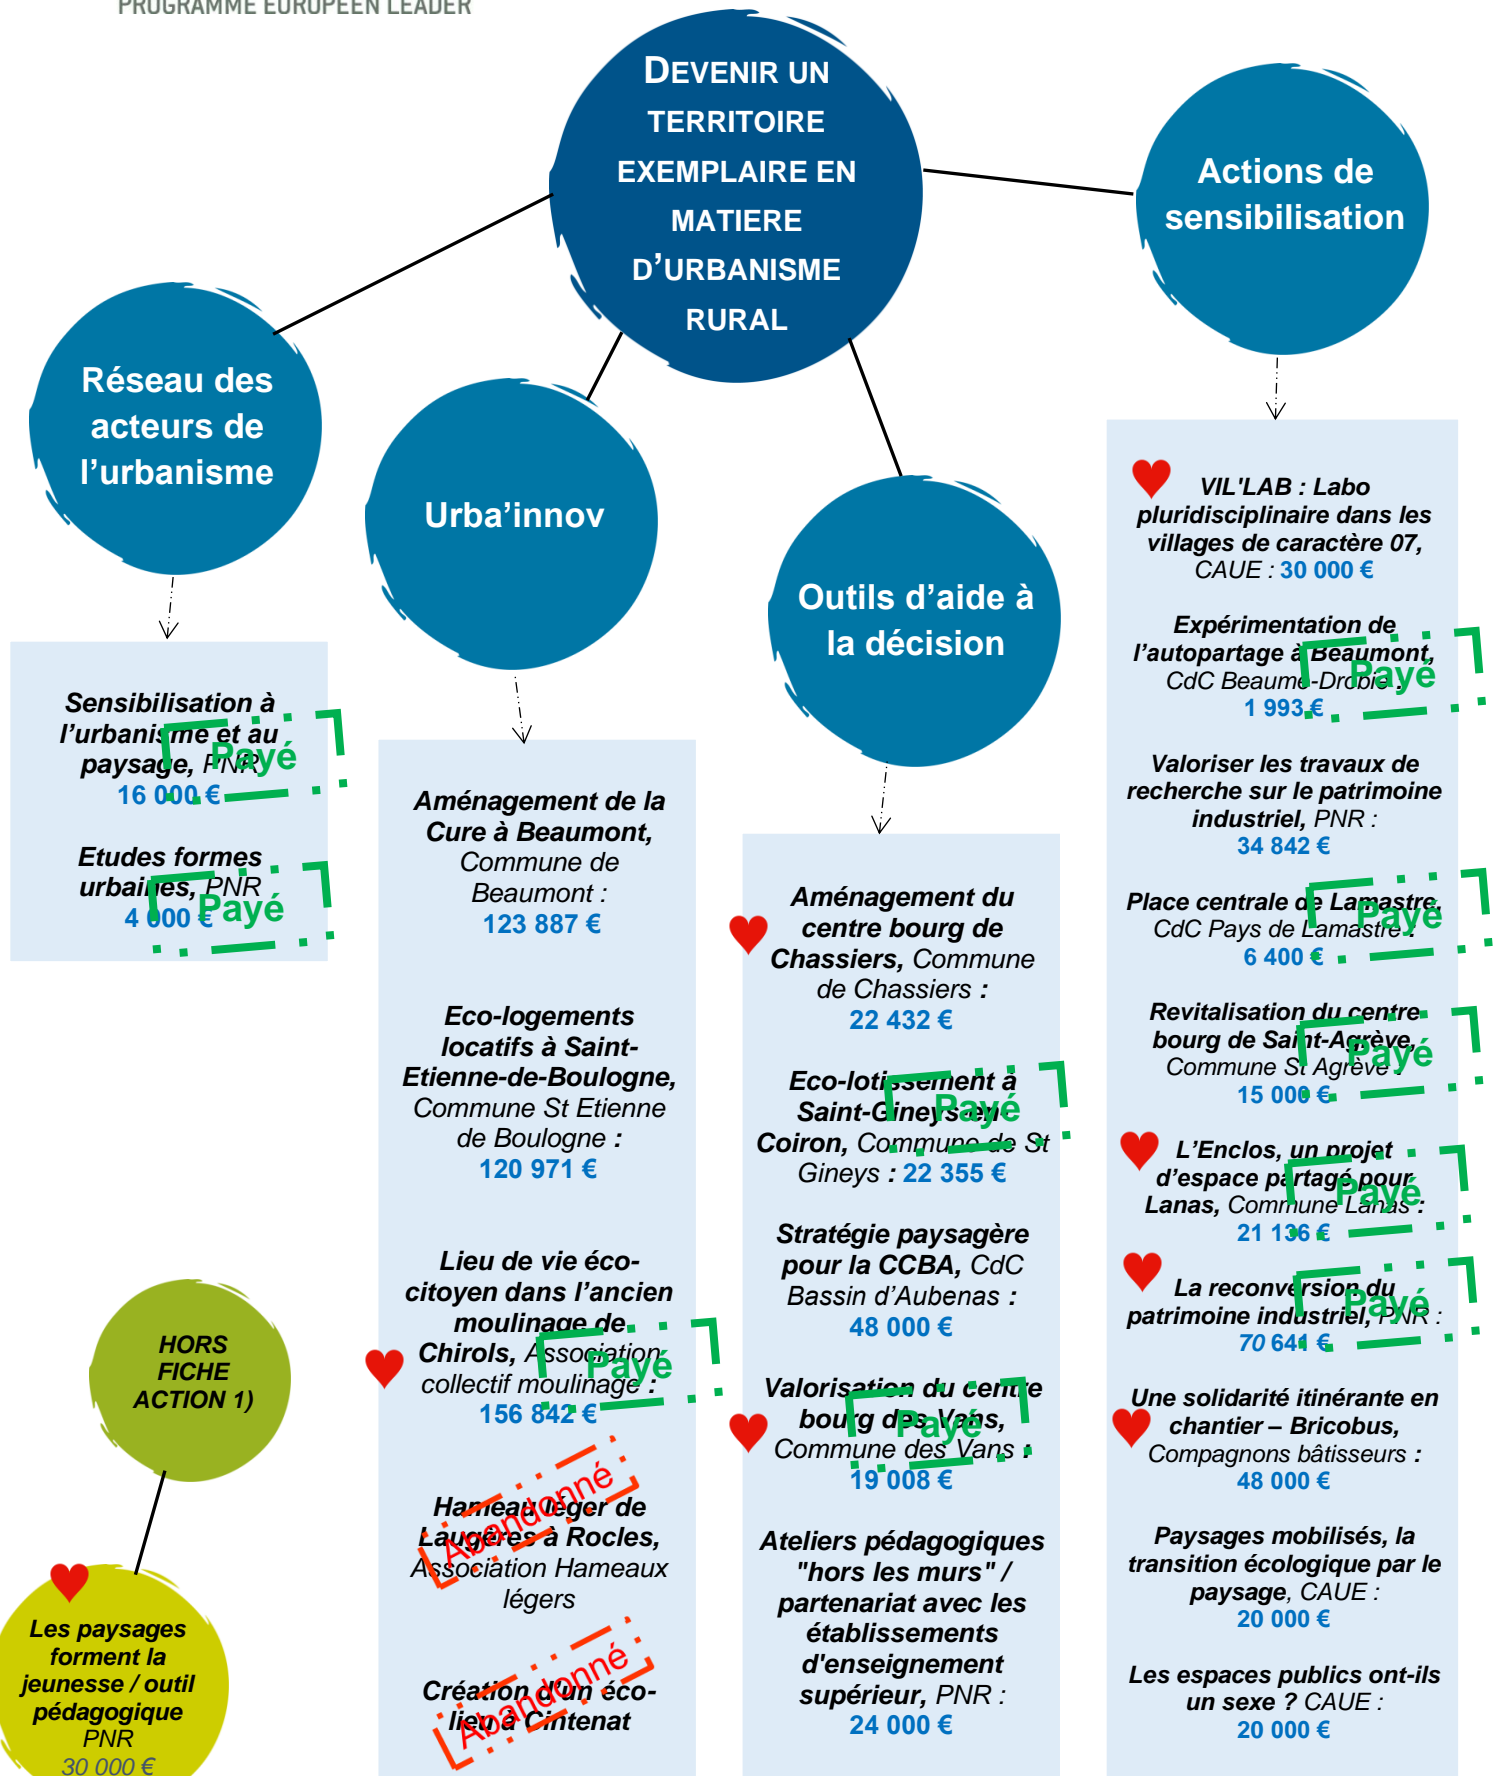 PROGRAMME EUROPEEN LEADER
DEVENIR UN
TERRITOIRE
EXEMPLAIRE EN
MATIERE
D’URBANISME
RURAL
Actions de
sensibilisation
Réseau des
acteurs de
l’urbanisme
Urba’innov
Outils d’aide à
la décision
Sensibilisation à
l’urbanisme et au
paysage, PNR
16 000 €
Payé
Etudes formes
urbaines, PNR
4 000 €
Payé
Aménagement de la
Cure à Beaumont,
Commune de
Beaumont :
123 887 €
Eco-logements
locatifs à Saint-
Etienne-de-Boulogne,
Commune St Etienne
de Boulogne :
120 971 €
Lieu de vie éco-
citoyen dans l’ancien
moulinage de
Chirols, Association
collectif moulinage :
156 842 €
Payé
Hameau léger de
Laugères à Rocles,
Association Hameaux
légers
Abandonné
Création d’un éco-
lieu à Cintenat
Abandonné
Aménagement du
centre bourg de
Chassiers, Commune
de Chassiers :
22 432 €
Eco-lotissement à
Saint-Gineys-en-
Coiron, Commune de St
Gineys : 22 355 €
Payé
Stratégie paysagère
pour la CCBA, CdC
Bassin d’Aubenas :
48 000 €
Valorisation du centre
bourg des Vans,
Commune des Vans :
19 008 €
Payé
Ateliers pédagogiques
"hors les murs" /
partenariat avec les
établissements
d'enseignement
supérieur, PNR :
24 000 €
VIL'LAB : Labo
pluridisciplinaire dans les
villages de caractère 07,
CAUE : 30 000 €
Expérimentation de
l’autopartage à Beaumont,
CdC Beaume-Drobie :
1 993 €
Payé
Valoriser les travaux de
recherche sur le patrimoine
industriel, PNR :
34 842 €
Place centrale de Lamastre,
CdC Pays de Lamastre :
6 400 €
Payé
Revitalisation du centre
bourg de Saint-Agrève,
Commune St Agrève :
15 000 €
Payé
L’Enclos, un projet
d’espace partagé pour
Lanas, Commune Lanas :
21 136 €
Payé
La reconversion du
patrimoine industriel, PNR :
70 641 €
Payé
Une solidarité itinérante en
chantier – Bricobus,
Compagnons bâtisseurs :
48 000 €
Paysages mobilisés, la
transition écologique par le
paysage, CAUE :
20 000 €
Les espaces publics ont-ils
un sexe ? CAUE :
20 000 €
HORS
FICHE
ACTION 1)
Les paysages
forment la
jeunesse / outil
pédagogique
PNR
30 000 €